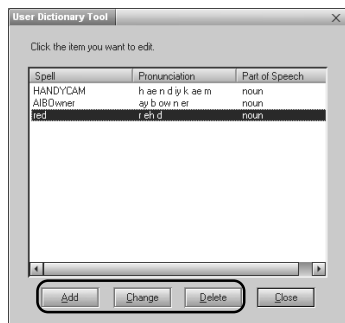 User Dictionary Tool
Click the item you want to edit.
Spell Pronunciation Part of Speech
HANDYCAM h ae n d iy k ae m noun
AIBOwner ay b ow n er noun
red r eh d noun
Add Change Delete Close